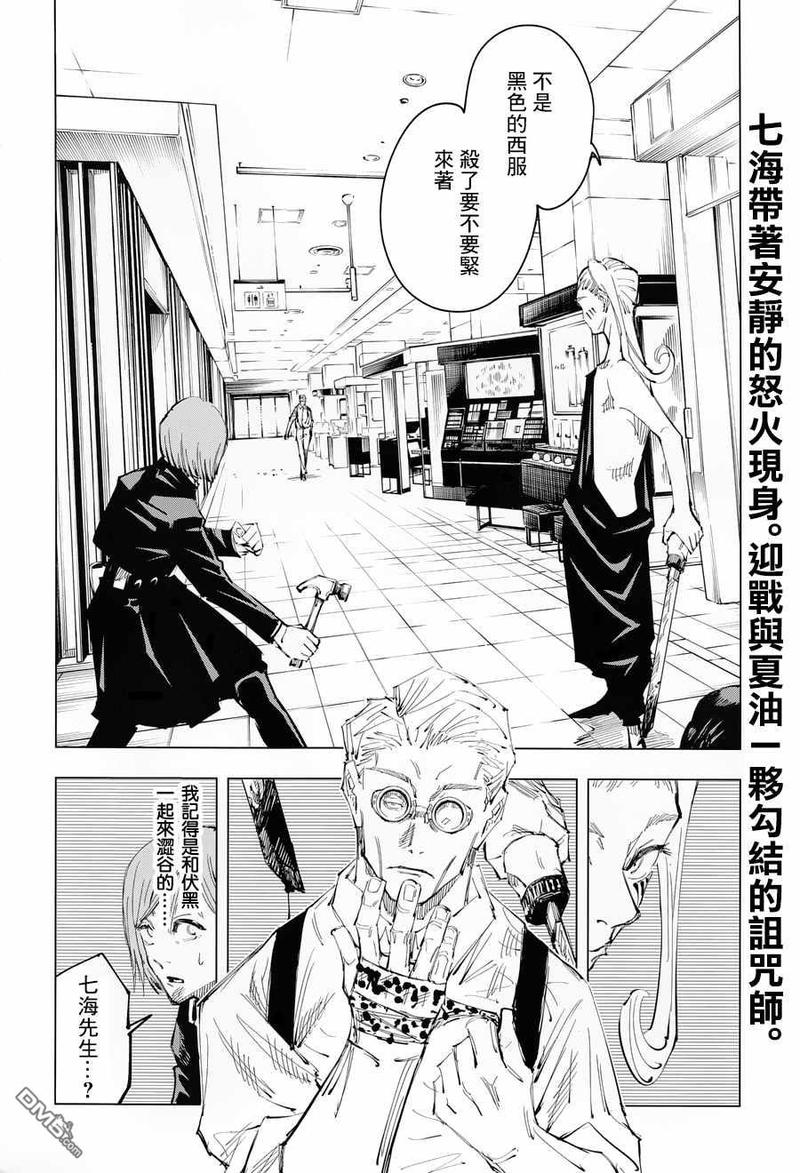 七海帶著安靜的怒火現身。迎戰與夏油一夥勾結的詛咒師。
不是
黑色的西服
殺了要不要緊
來著
我記得是和伏黑
一起來澀谷的……
七海先生…？
DM5.com